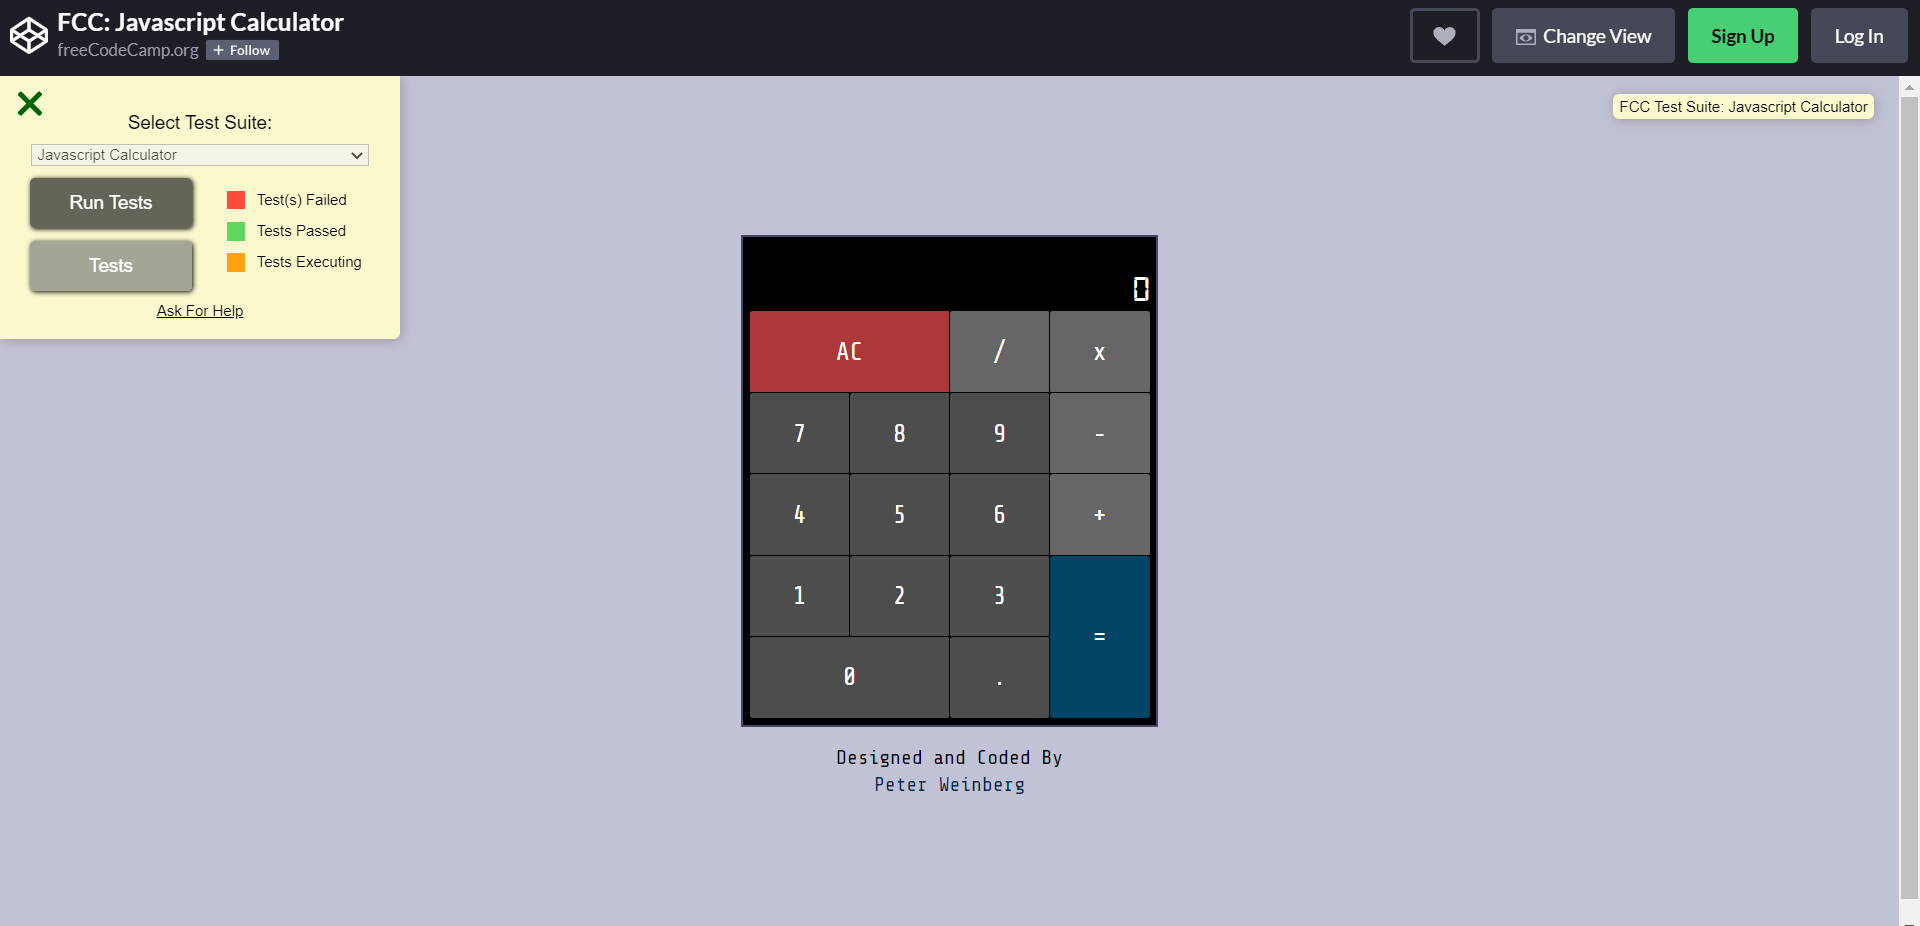 FCC: Javascript Calculator
freeCodeCamp.org
+ Follow
Change View
Sign Up
Log In
Select Test Suite:
Javascript Calculator
Run Tests
Tests
Test(s) Failed
Tests Passed
Tests Executing
Ask For Help
FCC Test Suite: Javascript Calculator
0
AC / x
7 8 9 -
4 5 6 +
1 2 3
=
0 .
Designed and Coded By
Peter Weinberg